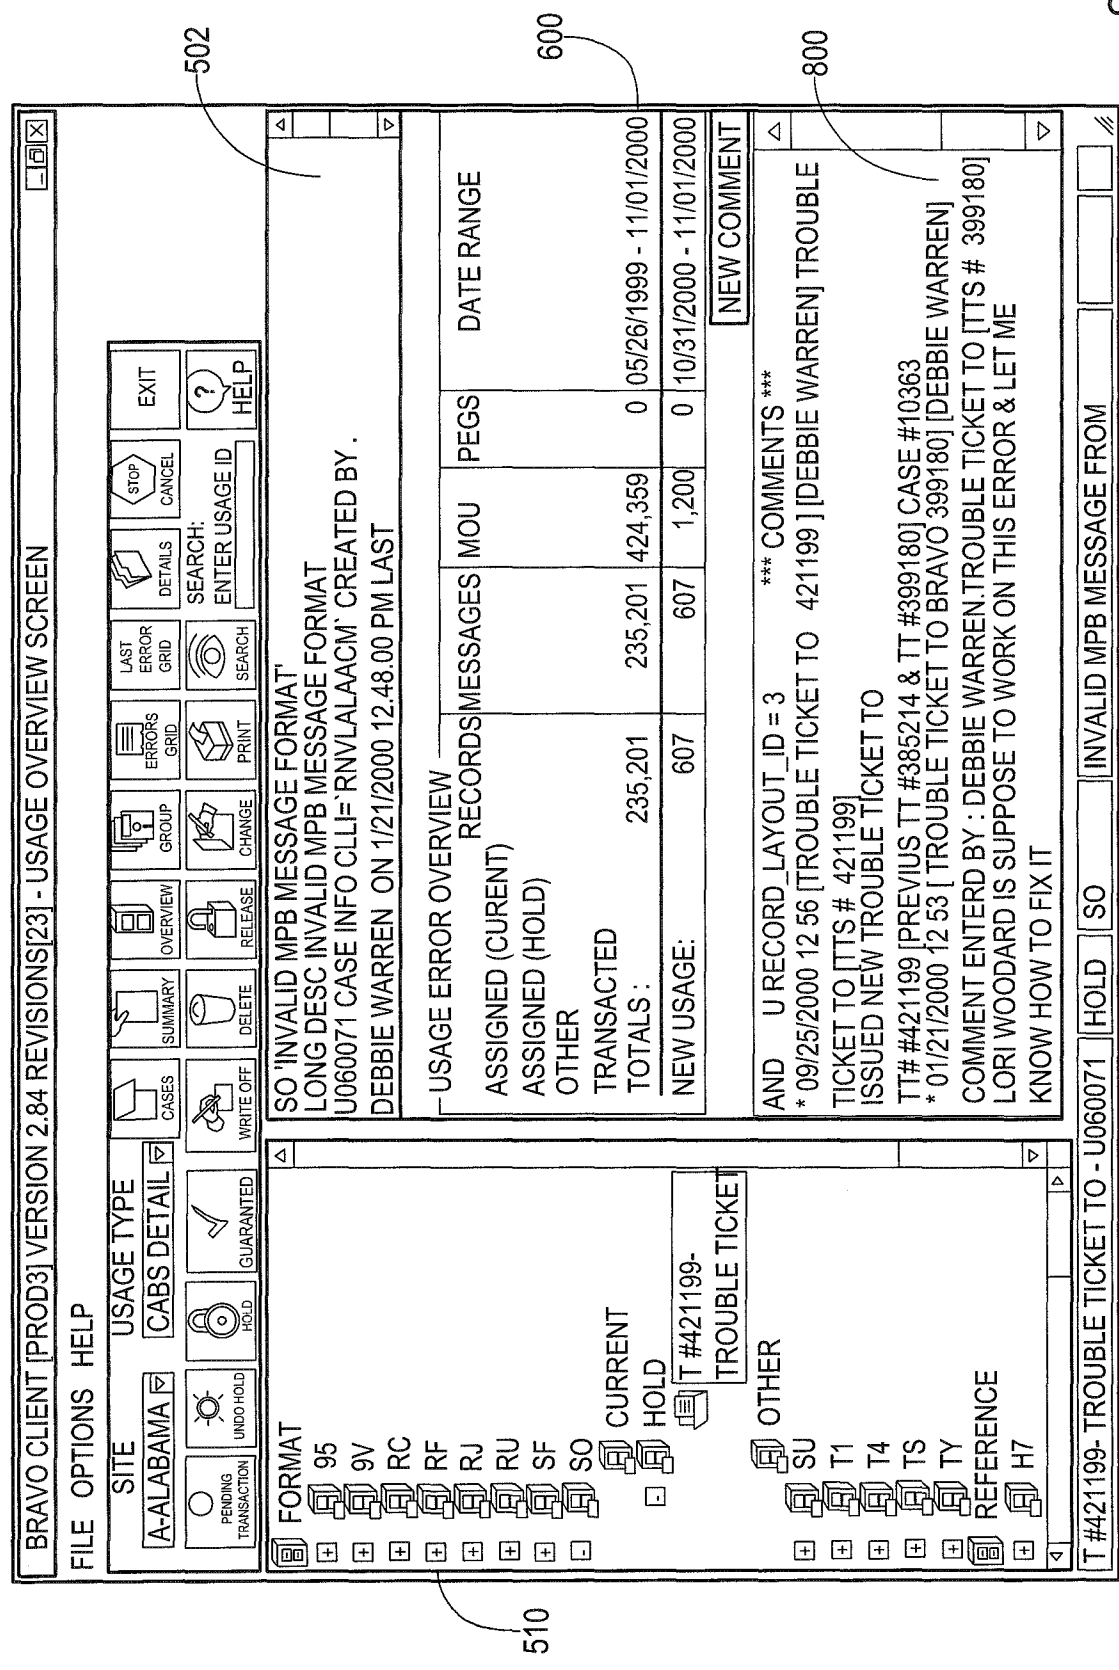 BRAVO CLIENT [PROD3] VERSION 2.84 REVISIONS[23] - USAGE OVERVIEW SCREEN
FILE OPTIONS HELP
SITE
A-ALABAMA
USAGE TYPE
CABS DETAIL
CASES
SUMMARY
OVERVIEW
GROUP
ERRORS GRID
LAST ERROR GRID
DETAILS
STOP
CANCEL
EXIT
PENDING TRANSACTION
UNDO HOLD
HOLD
GUARANTED
WRITE OFF
DELETE
RELEASE
CHANGE
PRINT
SEARCH
SEARCH:
ENTER USAGE ID
?
HELP
502
FORMAT
95
9V
RC
RF
RJ
RU
SF
SO
CURRENT
HOLD
T #421199-
TROUBLE TICKET
OTHER
SU
T1
T4
TS
TY
REFERENCE
H7
510
SO 'INVALID MPB MESSAGE FORMAT'
LONG DESC INVALID MPB MESSAGE FORMAT
U060071 CASE INFO CLLI=`RNVLALAACM` CREATED BY .
DEBBIE WARREN ON 1/21/2000 12.48.00 PM LAST
USAGE ERROR OVERVIEW
RECORDS MESSAGES MOU PEGS DATE RANGE
ASSIGNED (CURENT)
ASSIGNED (HOLD)
OTHER
TRANSACTED
TOTALS : 235,201 235,201 424,359 0 05/26/1999 - 11/01/2000
NEW USAGE: 607 607 1,200 0 10/31/2000 - 11/01/2000
600
NEW COMMENT
AND U RECORD_LAYOUT_ID = 3 *** COMMENTS ***
* 09/25/2000 12 56 [TROUBLE TICKET TO 421199 ] [DEBBIE WARREN] TROUBLE
TICKET TO [TTS # 421199]
ISSUED NEW TROUBLE TICKET TO
TT# #421199 [PREVIUS TT #385214 & TT #399180] CASE #10363
* 01/21/2000 12 53 [ TROUBLE TICKET TO BRAVO 399180] [DEBBIE WARREN]
COMMENT ENTERD BY : DEBBIE WARREN.TROUBLE TICKET TO [TTS # 399180]
LORI WOODARD IS SUPPOSE TO WORK ON THIS ERROR & LET ME
KNOW HOW TO FIX IT
800
T #421199- TROUBLE TICKET TO - U060071 HOLD SO INVALID MPB MESSAGE FROM